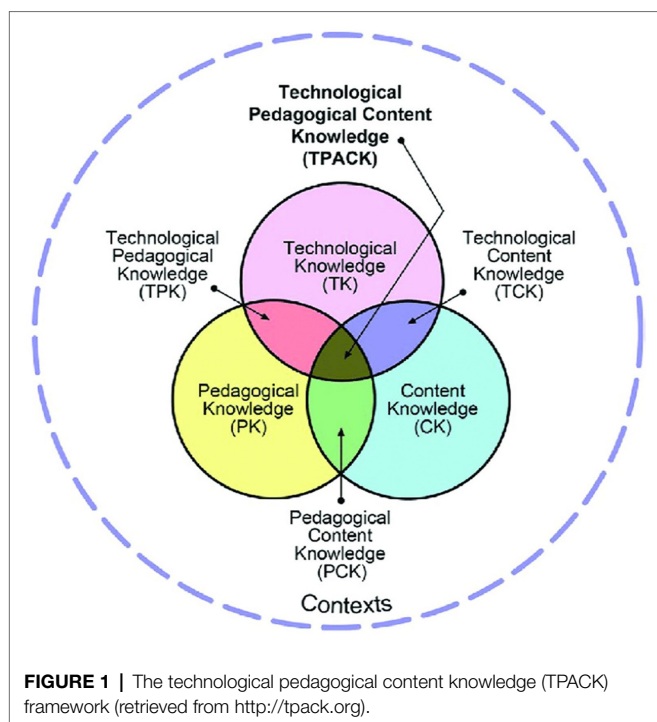 Technological
Pedagogical Content
Knowledge
(TPACK)
Technological
Pedagogical
Knowledge
(TPK)
Technological
Knowledge
(TK)
Technological
Content
Knowledge
(TCK)
Pedagogical
Knowledge
(PK)
Content
Knowledge
(CK)
Pedagogical
Content
Knowledge
(PCK)
Contexts
FIGURE 1 | The technological pedagogical content knowledge (TPACK)
framework (retrieved from http://tpack.org).